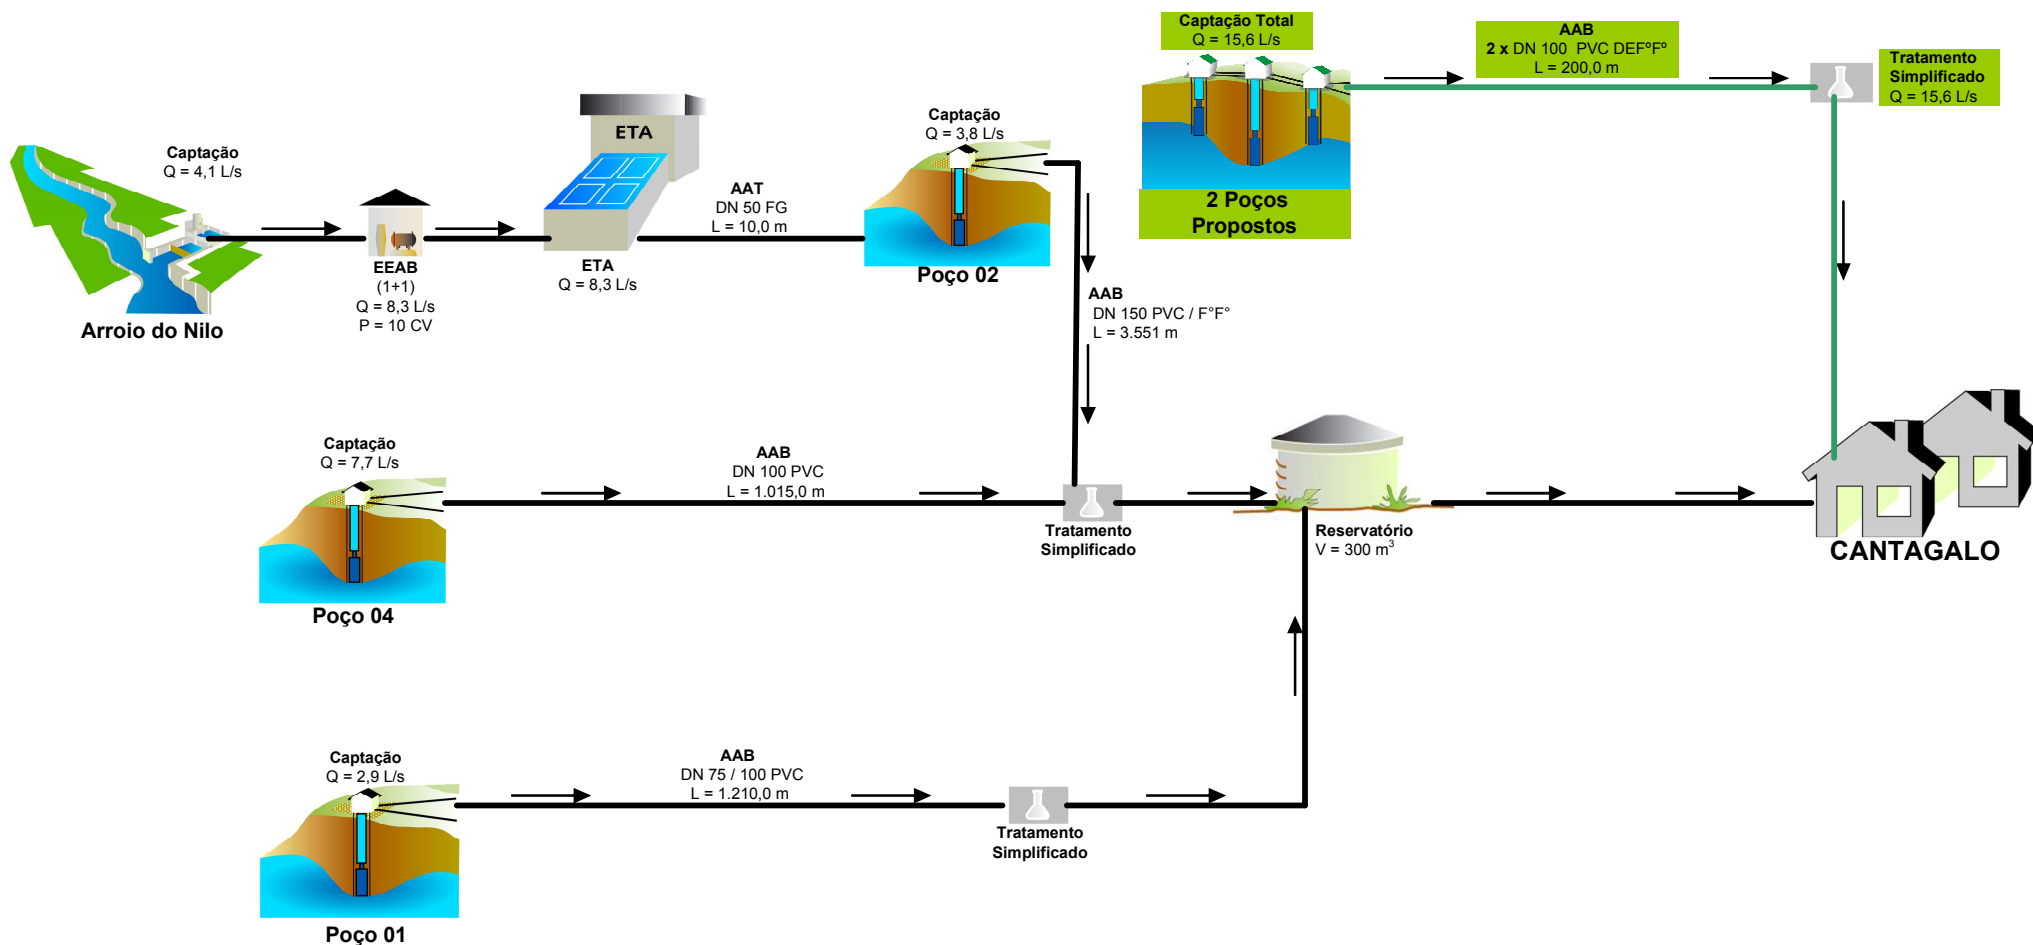 Captação Total
Q = 15,6 L/s
AAB
2 x DN 100 PVC DEFºFº
L = 200,0 m
Tratamento
Simplificado
Q = 15,6 L/s
2 Poços
Propostos
Captação
Q = 4,1 L/s
Arroio do Nilo
EEAB
(1+1)
Q = 8,3 L/s
P = 10 CV
ETA
ETA
Q = 8,3 L/s
AAT
DN 50 FG
L = 10,0 m
Captação
Q = 3,8 L/s
Poço 02
AAB
DN 150 PVC / F°F°
L = 3.551 m
Captação
Q = 7,7 L/s
Poço 04
AAB
DN 100 PVC
L = 1.015,0 m
Tratamento
Simplificado
Reservatório
V = 300 m³
CANTAGALO
Captação
Q = 2,9 L/s
Poço 01
AAB
DN 75 / 100 PVC
L = 1.210,0 m
Tratamento
Simplificado